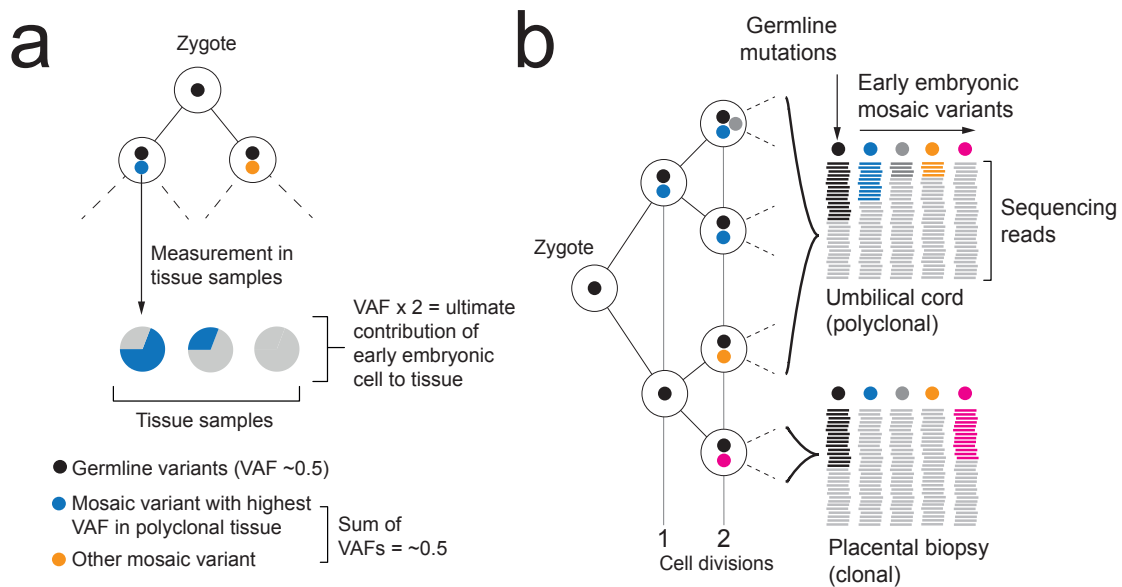 a
Zygote
Measurement in
tissue samples
VAF x 2 = ultimate
contribution of
early embryonic
cell to tissue
Tissue samples
Germline variants (VAF ~0.5)
Mosaic variant with highest
VAF in polyclonal tissue
Other mosaic variant
Sum of
VAFs = ~0.5
b
Germline
mutations
Early embryonic
mosaic variants
Zygote
Sequencing
reads
Umbilical cord
(polyclonal)
1 2
Cell divisions
Placental biopsy
(clonal)